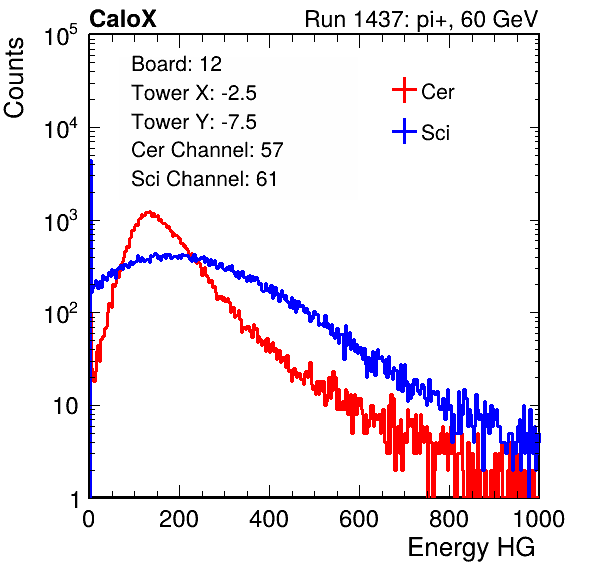 CaloX Run 1437: pi+, 60 GeV
Counts
Board: 12
Tower X: -2.5
Tower Y: -7.5
Cer Channel: 57
Sci Channel: 61
Cer
Sci
10^5
10^4
10^3
10^2
10
1
0 200 400 600 800 1000
Energy HG